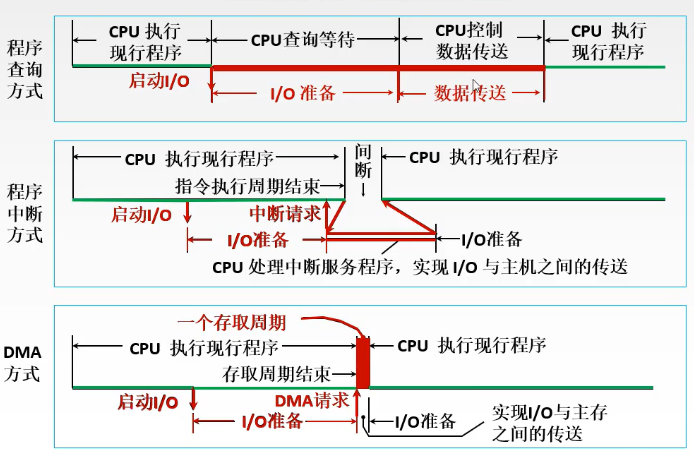 程序
查询
方式
CPU 执行
现行程序
CPU查询等待
CPU控制
数据传送
CPU 执行
现行程序
启动I/O
I/O 准备
数据传送
程序
中断
方式
CPU 执行现行程序
间
断
CPU 执行现行程序
指令执行周期结束
启动I/O
中断请求
I/O准备
I/O准备
CPU 处理中断服务程序，实现 I/O 与主机之间的传送
DMA
方式
一个存取周期
CPU 执行现行程序
CPU 执行现行程序
存取周期结束
启动I/O
DMA请求
I/O准备
I/O准备
实现I/O与主存
之间的传送